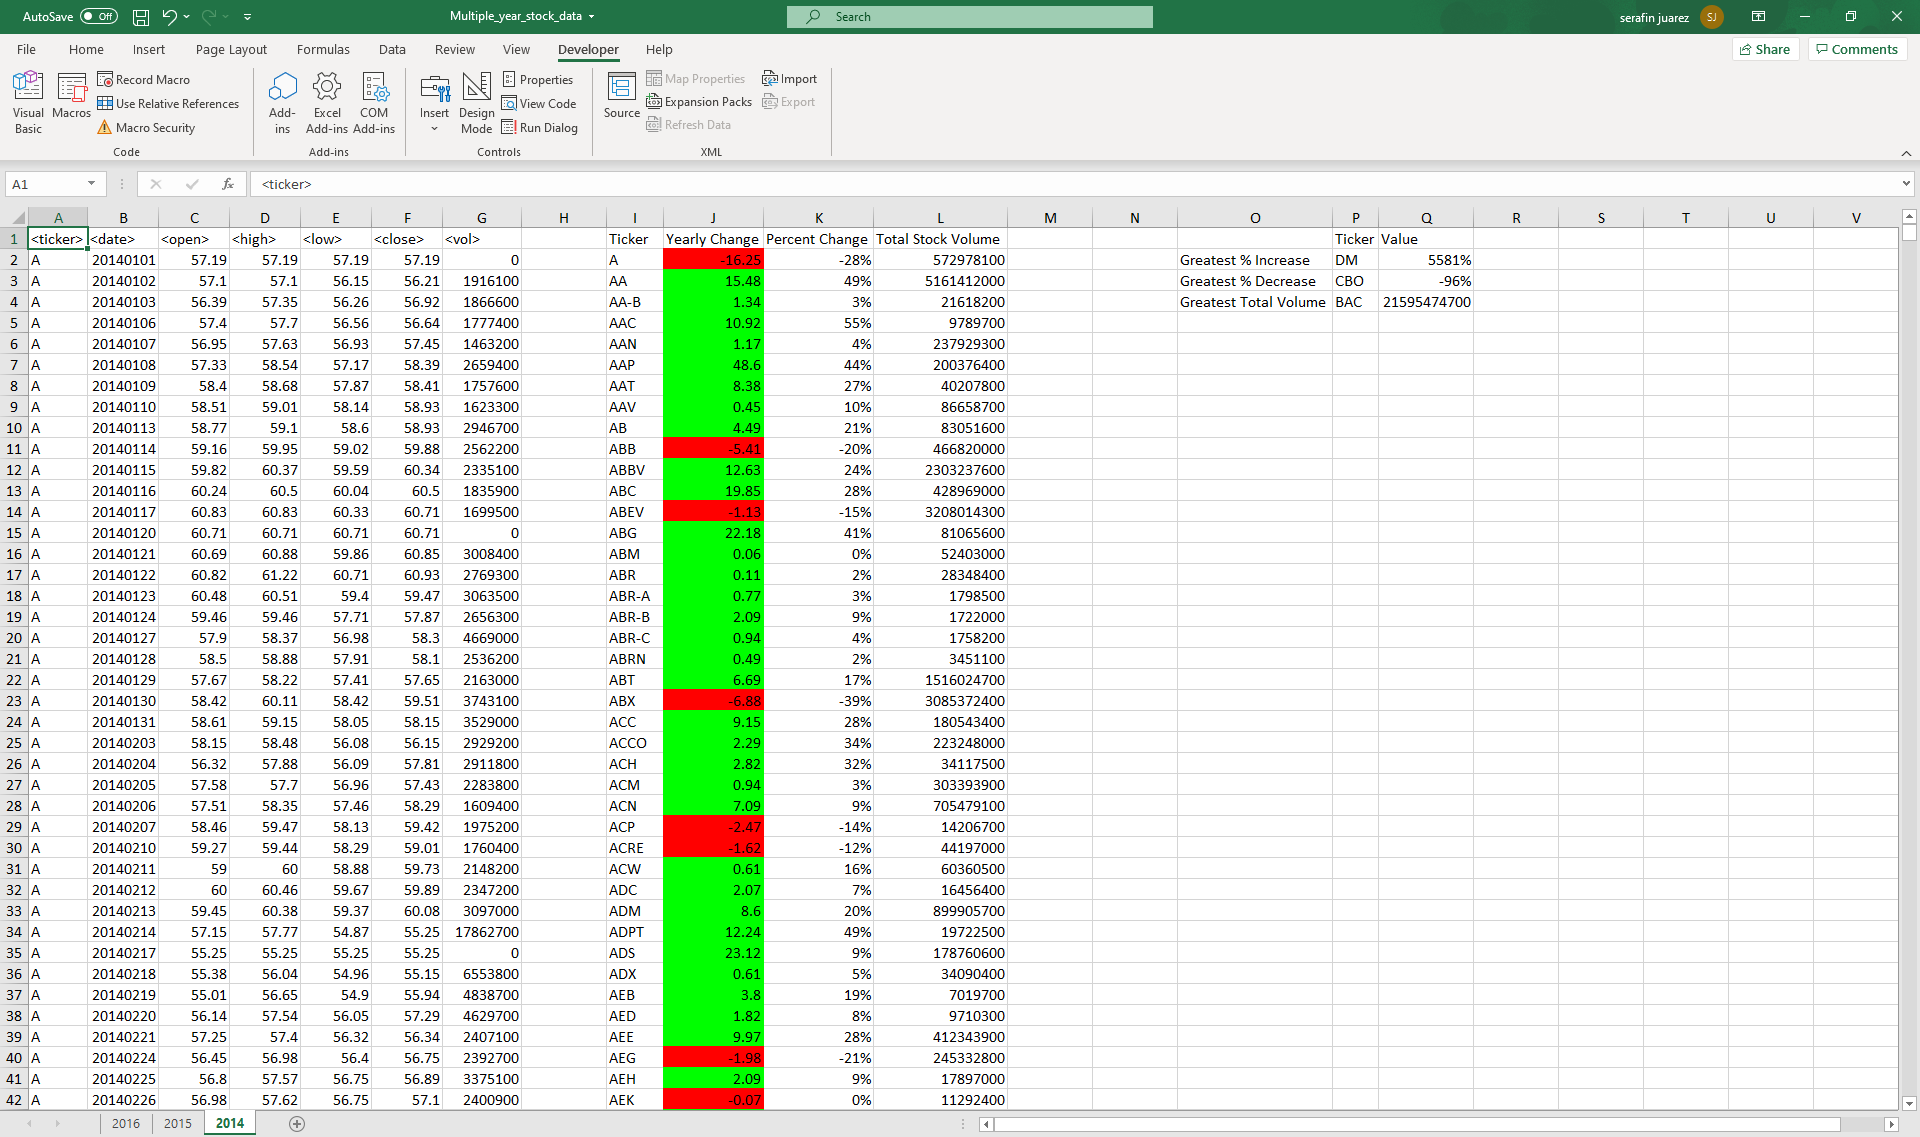 AutoSave Off Multiple_year_stock_data Search serafin juarez SJ
File Home Insert Page Layout Formulas Data Review View Developer Help Share Comments
Visual Basic Macros Record Macro Use Relative References Macro Security
Add-ins Excel Add-ins COM Add-ins
Insert Design Mode Properties View Code Run Dialog
Source Map Properties Expansion Packs Refresh Data Import Export
Code Add-ins Controls XML
A1 fx <ticker>
A B C D E F G H I J K L M N O P Q R S T U V
1 <ticker> <date> <open> <high> <low> <close> <vol> Ticker Yearly Change Percent Change Total Stock Volume Ticker Value
2 A 20140101 57.19 57.19 57.19 57.19 0 A -16.25 -28% 572978100 Greatest % Increase DM 5581%
3 A 20140102 57.1 57.1 56.15 56.21 1916100 AA 15.48 49% 5161412000 Greatest % Decrease CBO -96%
4 A 20140103 56.39 57.35 56.26 56.92 1866600 AA-B 1.34 3% 21618200 Greatest Total Volume BAC 21595474700
5 A 20140106 57.4 57.7 56.56 56.64 1777400 AAC 10.92 55% 9789700
6 A 20140107 56.95 57.63 56.93 57.45 1463200 AAN 1.17 4% 237929300
7 A 20140108 57.33 58.54 57.17 58.39 2659400 AAP 48.6 44% 200376400
8 A 20140109 58.4 58.68 57.87 58.41 1757600 AAT 8.38 27% 40207800
9 A 20140110 58.51 59.01 58.14 58.93 1623300 AAV 0.45 10% 86658700
10 A 20140113 58.77 59.1 58.6 58.93 2946700 AB 4.49 21% 83051600
11 A 20140114 59.16 59.95 59.02 59.88 2562200 ABB -5.41 -20% 466820000
12 A 20140115 59.82 60.37 59.59 60.34 2335100 ABBV 12.63 24% 2303237600
13 A 20140116 60.24 60.5 60.04 60.5 1835900 ABC 19.85 28% 428969000
14 A 20140117 60.83 60.83 60.33 60.71 1699500 ABEV -1.13 -15% 3208014300
15 A 20140120 60.71 60.71 60.71 60.71 0 ABG 22.18 41% 81065600
16 A 20140121 60.69 60.88 59.86 60.85 3008400 ABM 0.06 0% 52403000
17 A 20140122 60.82 61.22 60.71 60.93 2769300 ABR 0.11 2% 28348400
18 A 20140123 60.48 60.51 59.4 59.47 3063500 ABR-A 0.77 3% 1798500
19 A 20140124 59.46 59.46 57.71 57.87 2656300 ABR-B 2.09 9% 1722000
20 A 20140127 57.9 58.37 56.98 58.3 4669000 ABR-C 0.94 4% 1758200
21 A 20140128 58.5 58.88 57.91 58.1 2536200 ABRN 0.49 2% 3451100
22 A 20140129 57.67 58.22 57.41 57.65 2163000 ABT 6.69 17% 1516024700
23 A 20140130 58.42 60.11 58.42 59.51 3743100 ABX -6.88 -39% 3085372400
24 A 20140131 58.61 59.15 58.05 58.15 3529000 ACC 9.15 28% 180543400
25 A 20140203 58.15 58.48 56.08 56.15 2929200 ACCO 2.29 34% 223248000
26 A 20140204 56.32 57.88 56.09 57.81 2911800 ACH 2.82 32% 34117500
27 A 20140205 57.58 57.7 56.96 57.43 2283800 ACM 0.94 3% 303393900
28 A 20140206 57.51 58.35 57.46 58.29 1609400 ACN 7.09 9% 705479100
29 A 20140207 58.46 59.47 58.13 59.42 1975200 ACP -2.47 -14% 14206700
30 A 20140210 59.27 59.44 58.29 59.01 1760400 ACRE -1.62 -12% 44197000
31 A 20140211 59 60 58.88 59.73 2148200 ACW 0.61 16% 60360500
32 A 20140212 60 60.46 59.67 59.89 2347200 ADC 2.07 7% 16456400
33 A 20140213 59.45 60.38 59.37 60.08 3097000 ADM 8.6 20% 899905700
34 A 20140214 57.15 57.77 54.87 55.25 17862700 ADPT 12.24 49% 19722500
35 A 20140217 55.25 55.25 55.25 55.25 0 ADS 23.12 9% 178760600
36 A 20140218 55.38 56.04 54.96 55.15 6553800 ADX 0.61 5% 34090400
37 A 20140219 55.01 56.65 54.9 55.94 4838700 AEB 3.8 19% 7019700
38 A 20140220 56.14 57.54 56.05 57.29 4629700 AED 1.82 8% 9710300
39 A 20140221 57.25 57.4 56.32 56.34 2407100 AEE 9.97 28% 412343900
40 A 20140224 56.45 56.98 56.4 56.75 2392700 AEG -1.98 -21% 245332800
41 A 20140225 56.8 57.57 56.75 56.89 3375100 AEH 2.09 9% 17897000
42 A 20140226 56.98 57.62 56.75 57.1 2400900 AEK -0.07 0% 11292400
2016 2015 2014